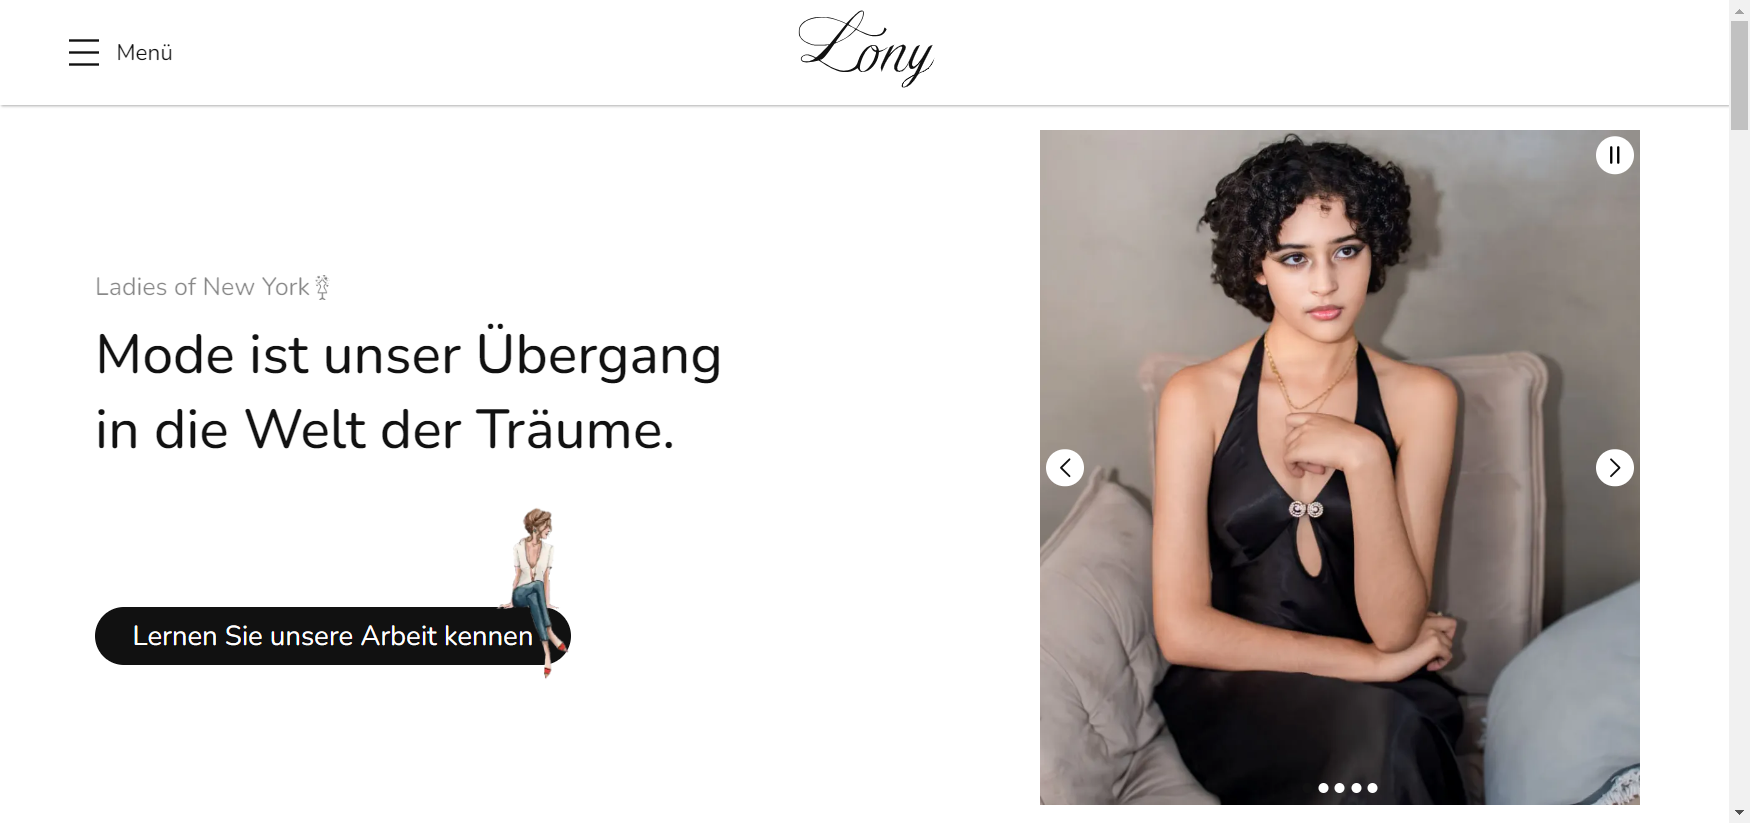 Menü
Lony
Ladies of New York
Mode ist unser Übergang
in die Welt der Träume.
Lernen Sie unsere Arbeit kennen